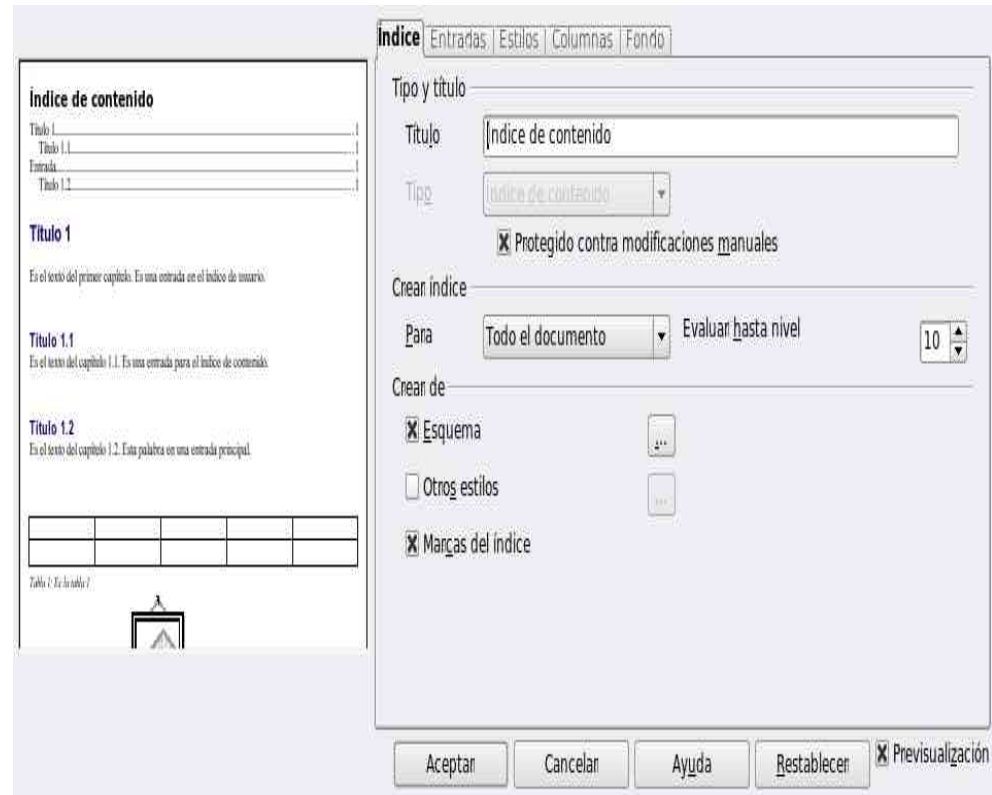 Índice Entradas Estilos Columnas Fondo
Índice de contenido
Título 1 1
Título 1.1 1
Entrada 1
Título 1.2 1
Título 1
Es el texto del primer capítulo. Es una entrada en el índice de usuario.
Título 1.1
Es el texto del capítulo 1.1. Es una entrada para el índice de contenido.
Título 1.2
Es el texto del capítulo 1.2. Esta palabra en una entrada principal.
Tabla 1: Es la tabla 1
Tipo y título
Título Índice de contenido
Tipo Índice de contenido
Protegido contra modificaciones manuales
Crear índice
Para Todo el documento Evaluar hasta nivel 10
Crear de
Esquema ...
Otros estilos ...
Marcas del índice
Aceptar Cancelar Ayuda Restablecer Previsualización